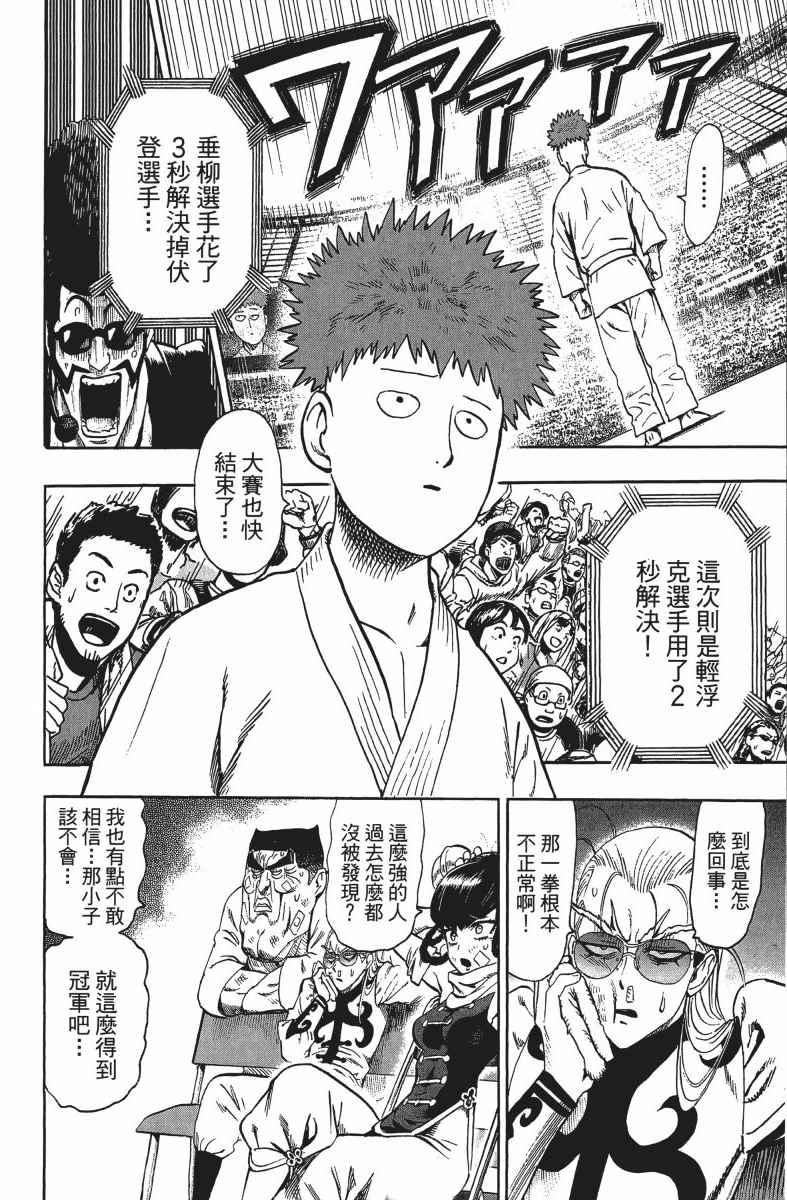 ワアァァァ
……
垂柳選手花了
3秒解決掉伏
登選手…
這次則是輕浮
克選手用了2
秒解決！
大賽也快
結束了…
到底是怎
麼回事…
那一拳根本
不正常啊！
這麼強的人
過去怎麼都
沒被發現？
我也有點不敢
相信…那小子
該不會…
就這麼得到
冠軍吧…